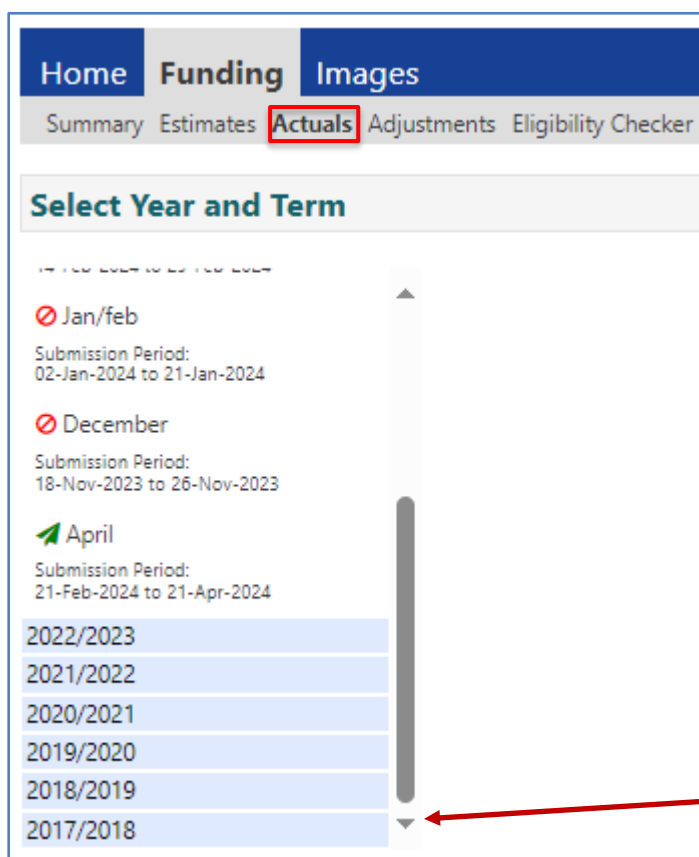 Home Funding Images
Summary Estimates Actuals Adjustments Eligibility Checker
Select Year and Term
Jan/feb
Submission Period:
02-Jan-2024 to 21-Jan-2024
December
Submission Period:
18-Nov-2023 to 26-Nov-2023
April
Submission Period:
21-Feb-2024 to 21-Apr-2024
2022/2023
2021/2022
2020/2021
2019/2020
2018/2019
2017/2018